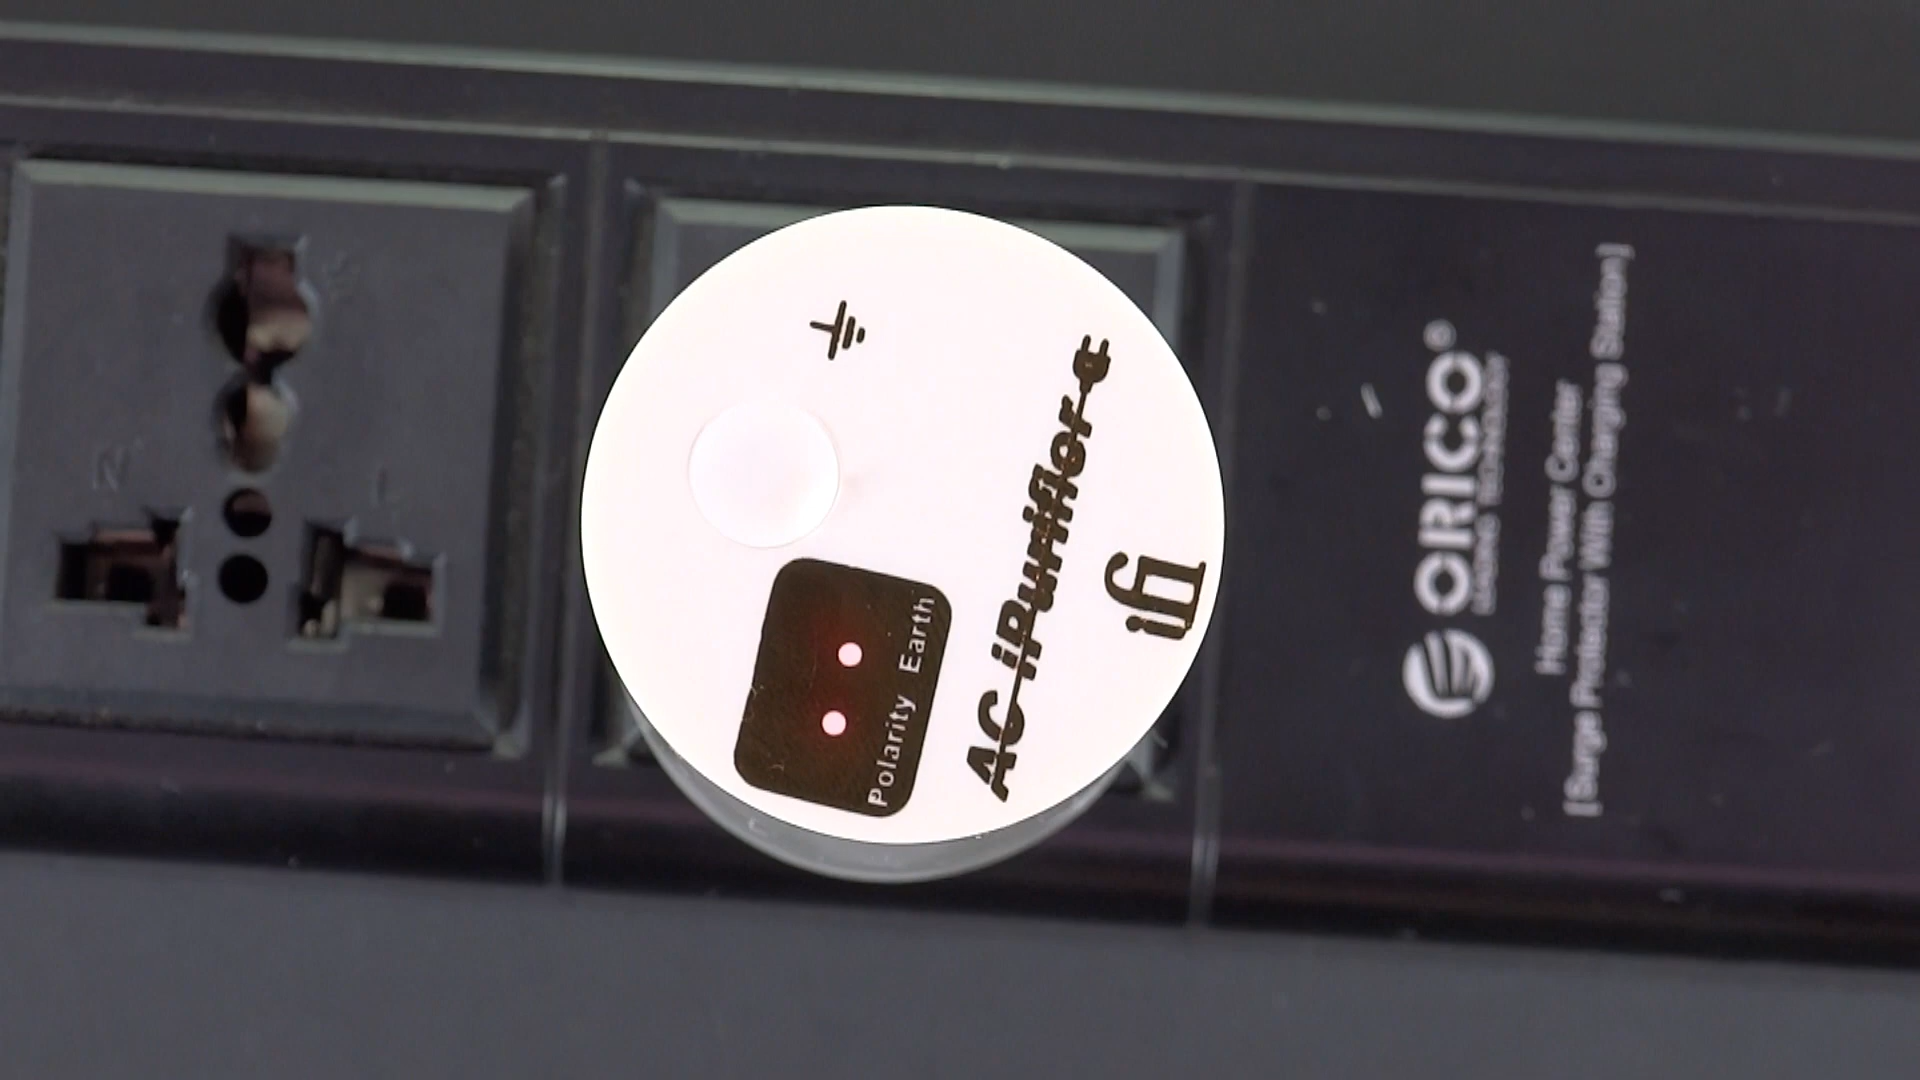 AC iPurifier
ifi
Polarity Earth
ORICO®
Home Power Center
[Surge Protector With Charging Station]
N
L